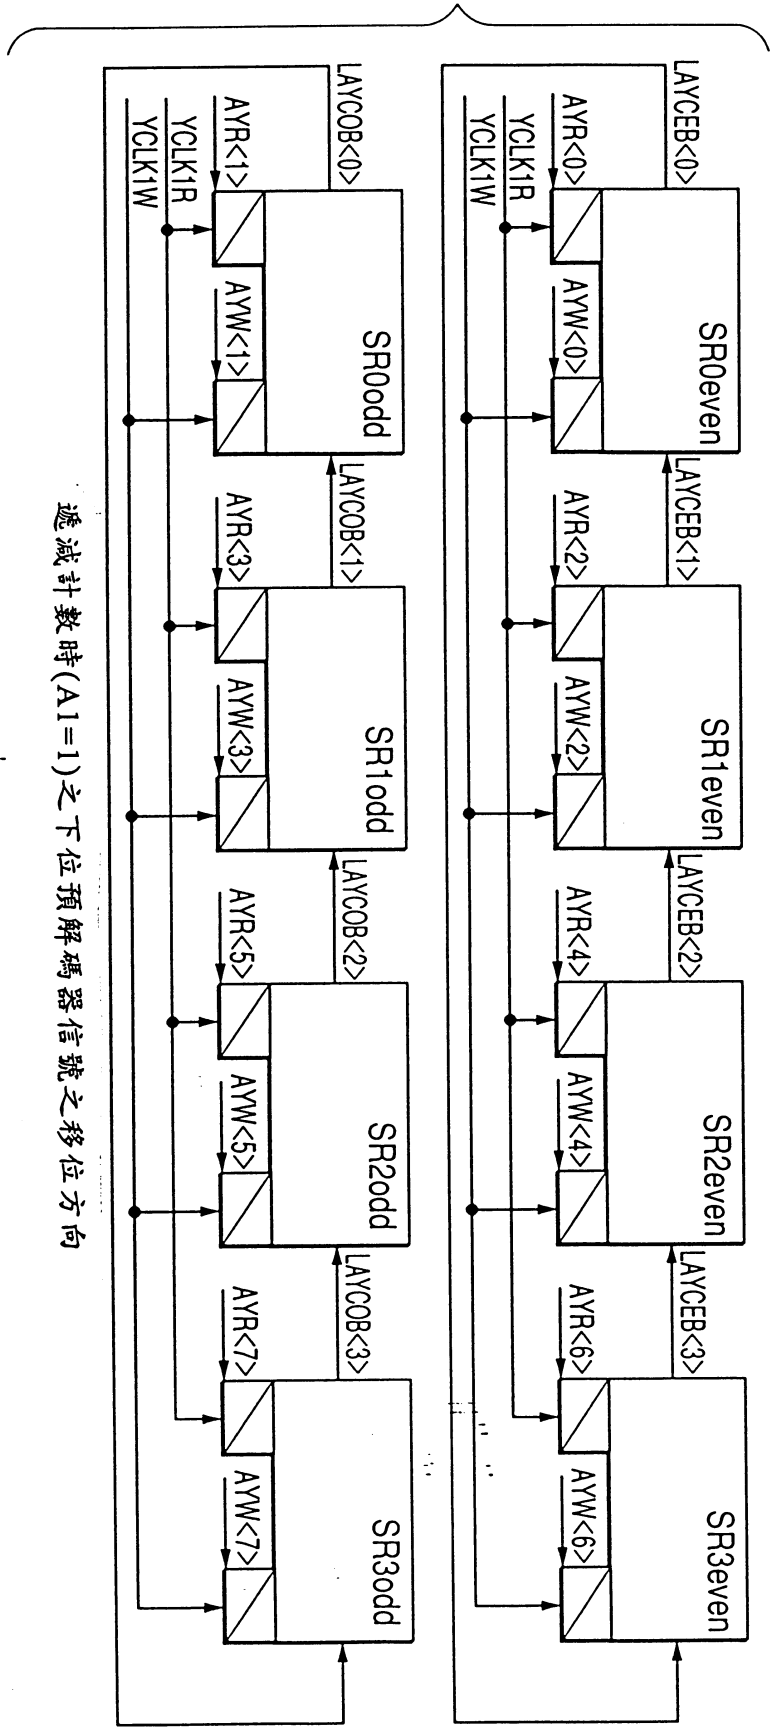 LAYCEB<0>
AYR<0>
YCLK1R
YCLK1W
AYW<0>
SR0even
LAYCEB<1>
AYR<2>
AYW<2>
SR1even
LAYCEB<2>
AYR<4>
AYW<4>
SR2even
LAYCEB<3>
AYR<6>
AYW<6>
SR3even
LAYCOB<0>
AYR<1>
YCLK1R
YCLK1W
AYW<1>
SR0odd
LAYCOB<1>
AYR<3>
AYW<3>
SR1odd
LAYCOB<2>
AYR<5>
AYW<5>
SR2odd
LAYCOB<3>
AYR<7>
AYW<7>
SR3odd
遞減計數時(A1=1)之下位預解碼器信號之移位方向